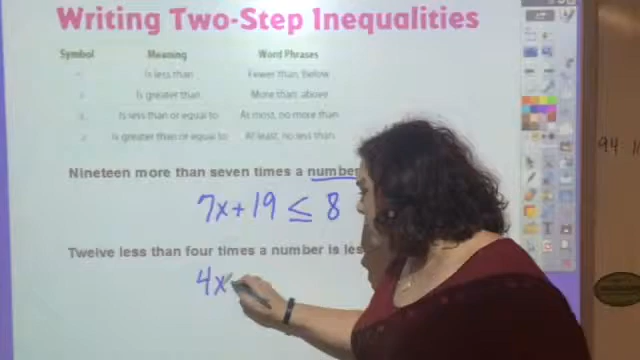 Writing Two-Step Inequalities
Symbol Meaning Word Phrases
Is less than Fewer than, below
Is greater than More than, above
Is less than or equal to At most, no more than
Is greater than or equal to At least, no less than
Nineteen more than seven times a number
7x+19 ≤ 8
Twelve less than four times a number is
4x